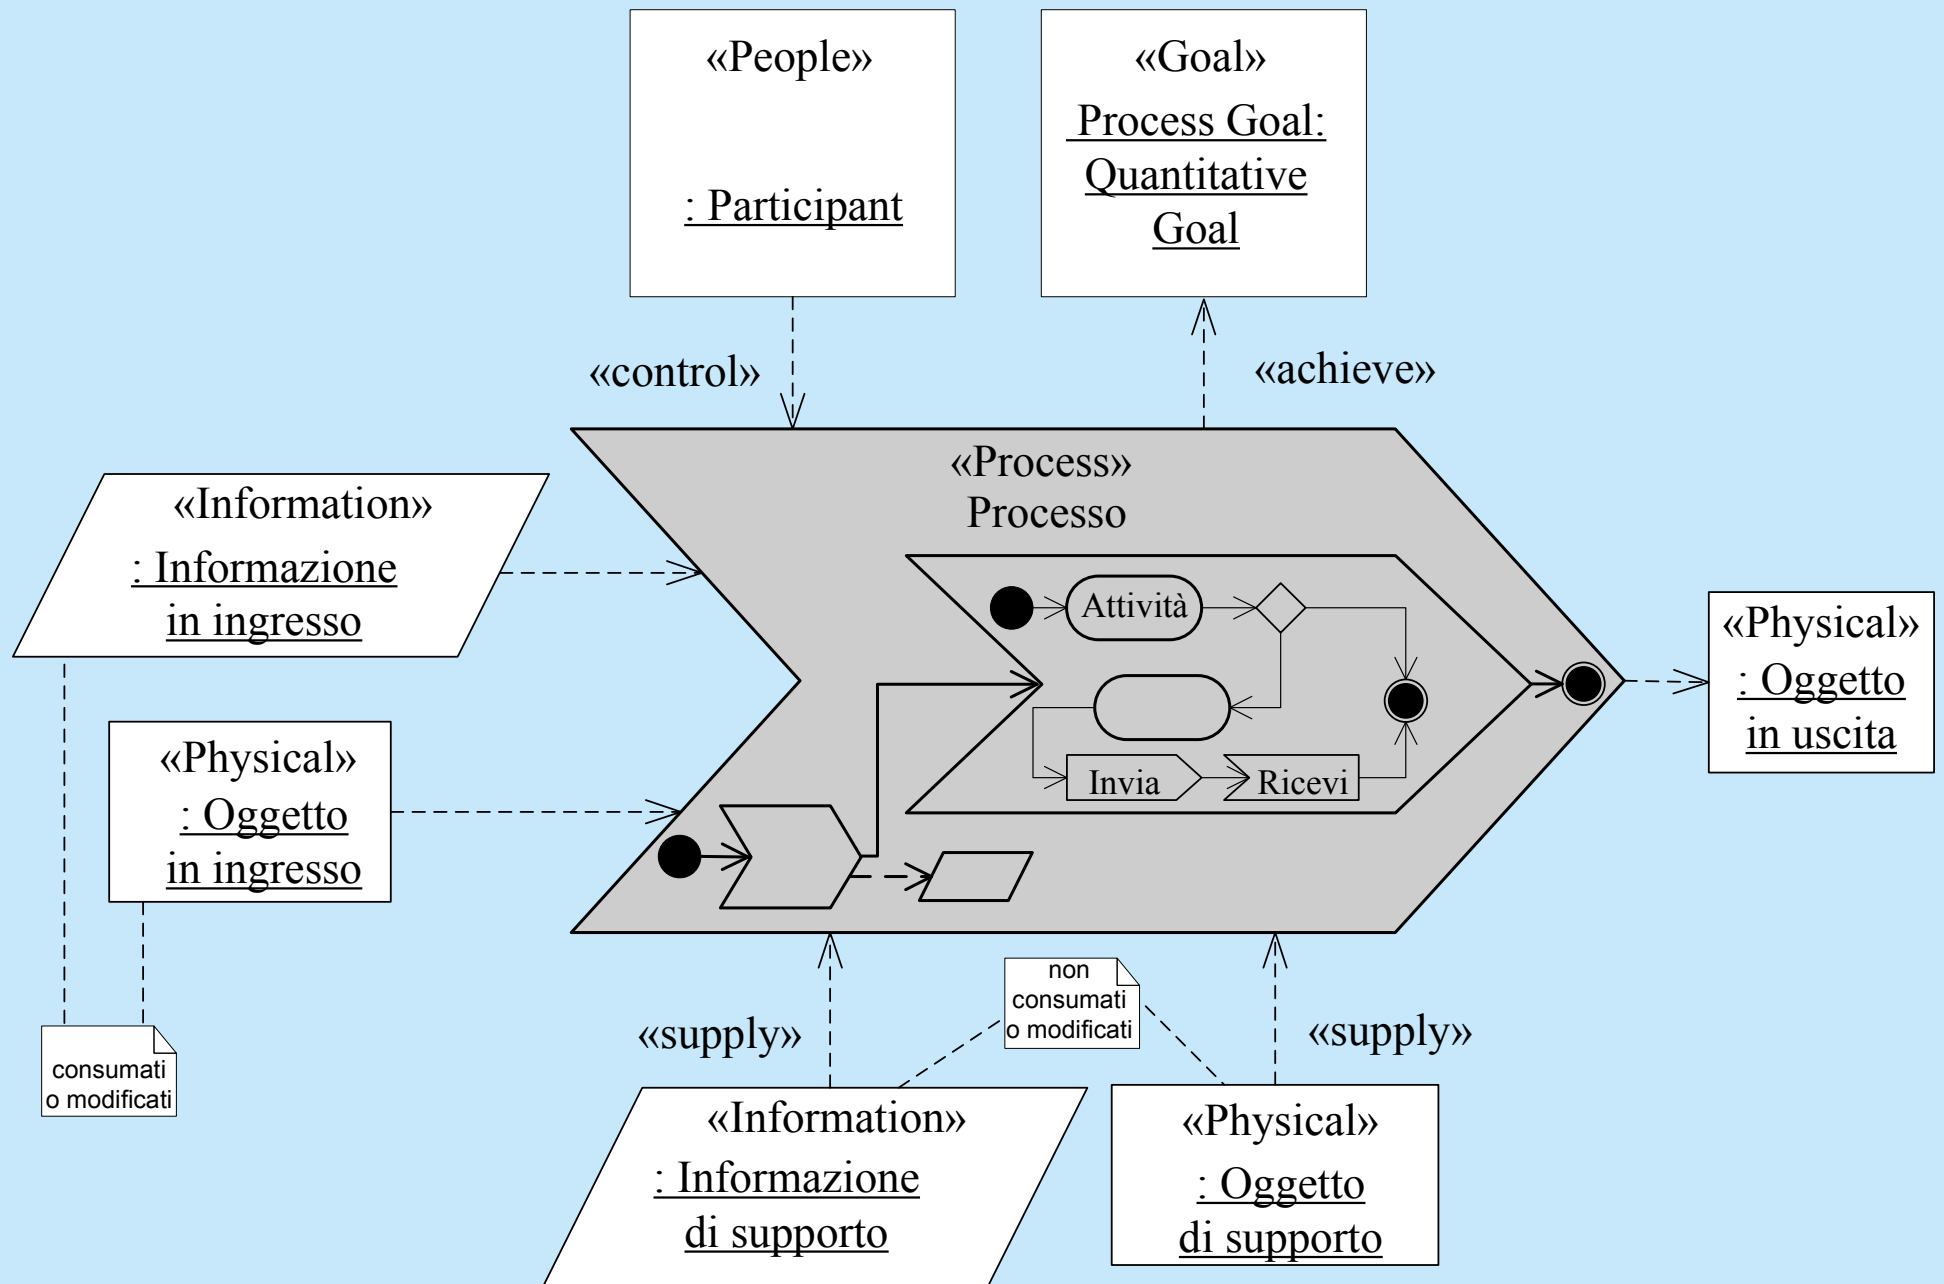 «People»
: Participant
«Goal»
Process Goal:
Quantitative
Goal
«control»
«achieve»
«Process»
Processo
«Information»
: Informazione
in ingresso
Attività
Invia
Ricevi
«Physical»
: Oggetto
in uscita
«Physical»
: Oggetto
in ingresso
consumati
o modificati
non
consumati
o modificati
«supply»
«supply»
«Information»
: Informazione
di supporto
«Physical»
: Oggetto
di supporto